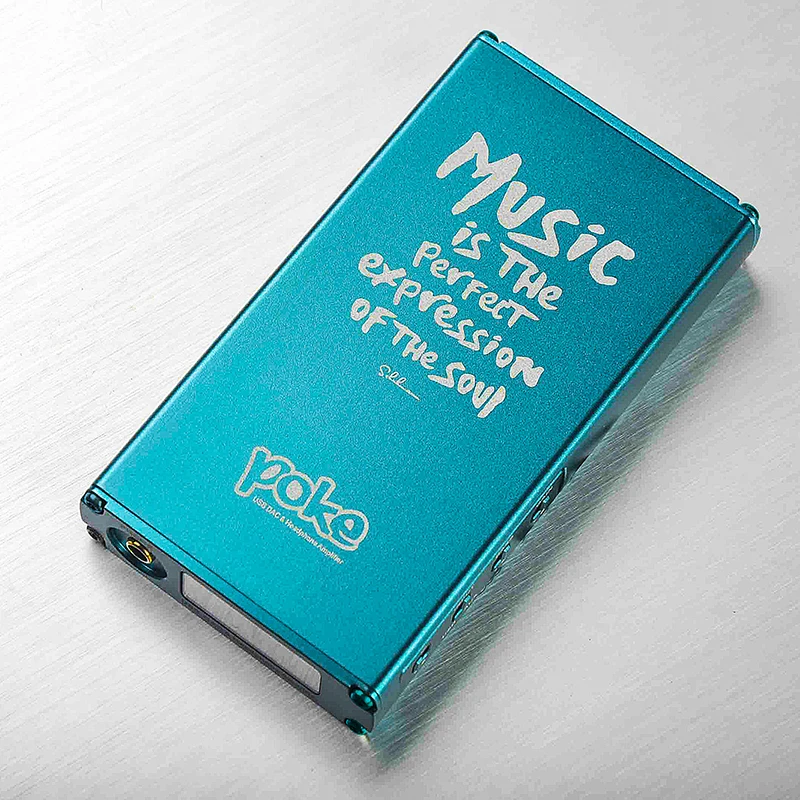 Music
is THe
PerFecT
expression
OF THe SOUl
poke
USB DAC & Headphone Amplifier